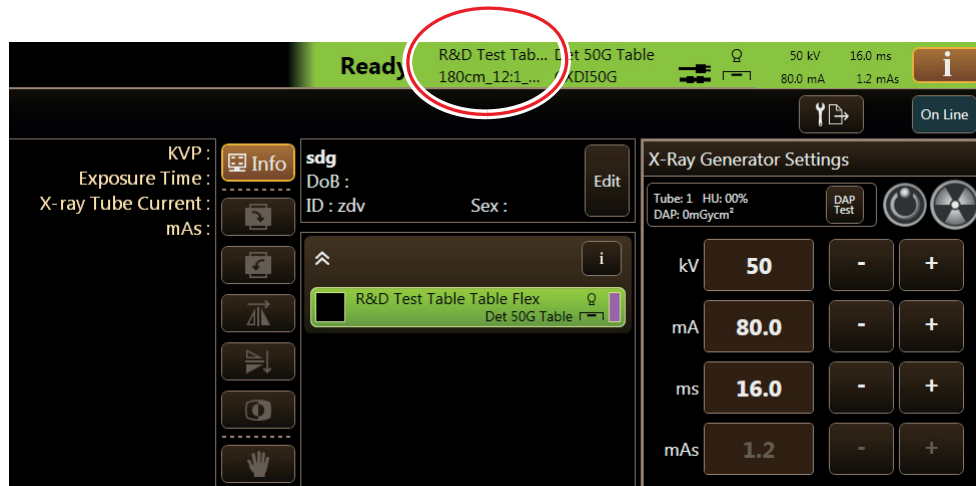 Ready
R&D Test Tab... Det 50G Table
180cm_12:1_... CXDI50G
50 kV 16.0 ms
80.0 mA 1.2 mAs
i
On Line
KVP :
Exposure Time :
X-ray Tube Current :
mAs :
Info
sdg
DoB :
ID : zdv Sex :
Edit
i
R&D Test Table Table Flex
Det 50G Table
X-Ray Generator Settings
Tube: 1 HU: 00%
DAP: 0mGycm²
DAP
Test
kV 50 - +
mA 80.0 - +
ms 16.0 - +
mAs 1.2 - +